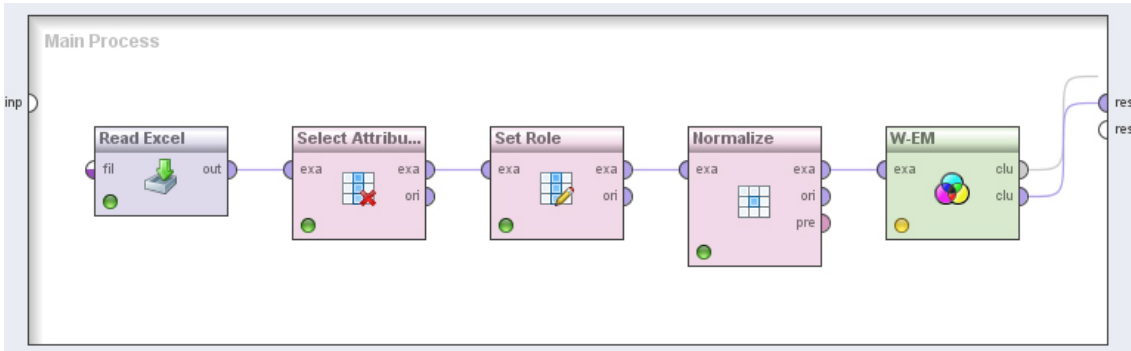 Main Process
inp
res
res
Read Excel
fil
out
Select Attribu...
exa
exa
ori
Set Role
exa
exa
ori
Normalize
exa
exa
ori
pre
W-EM
exa
clu
clu